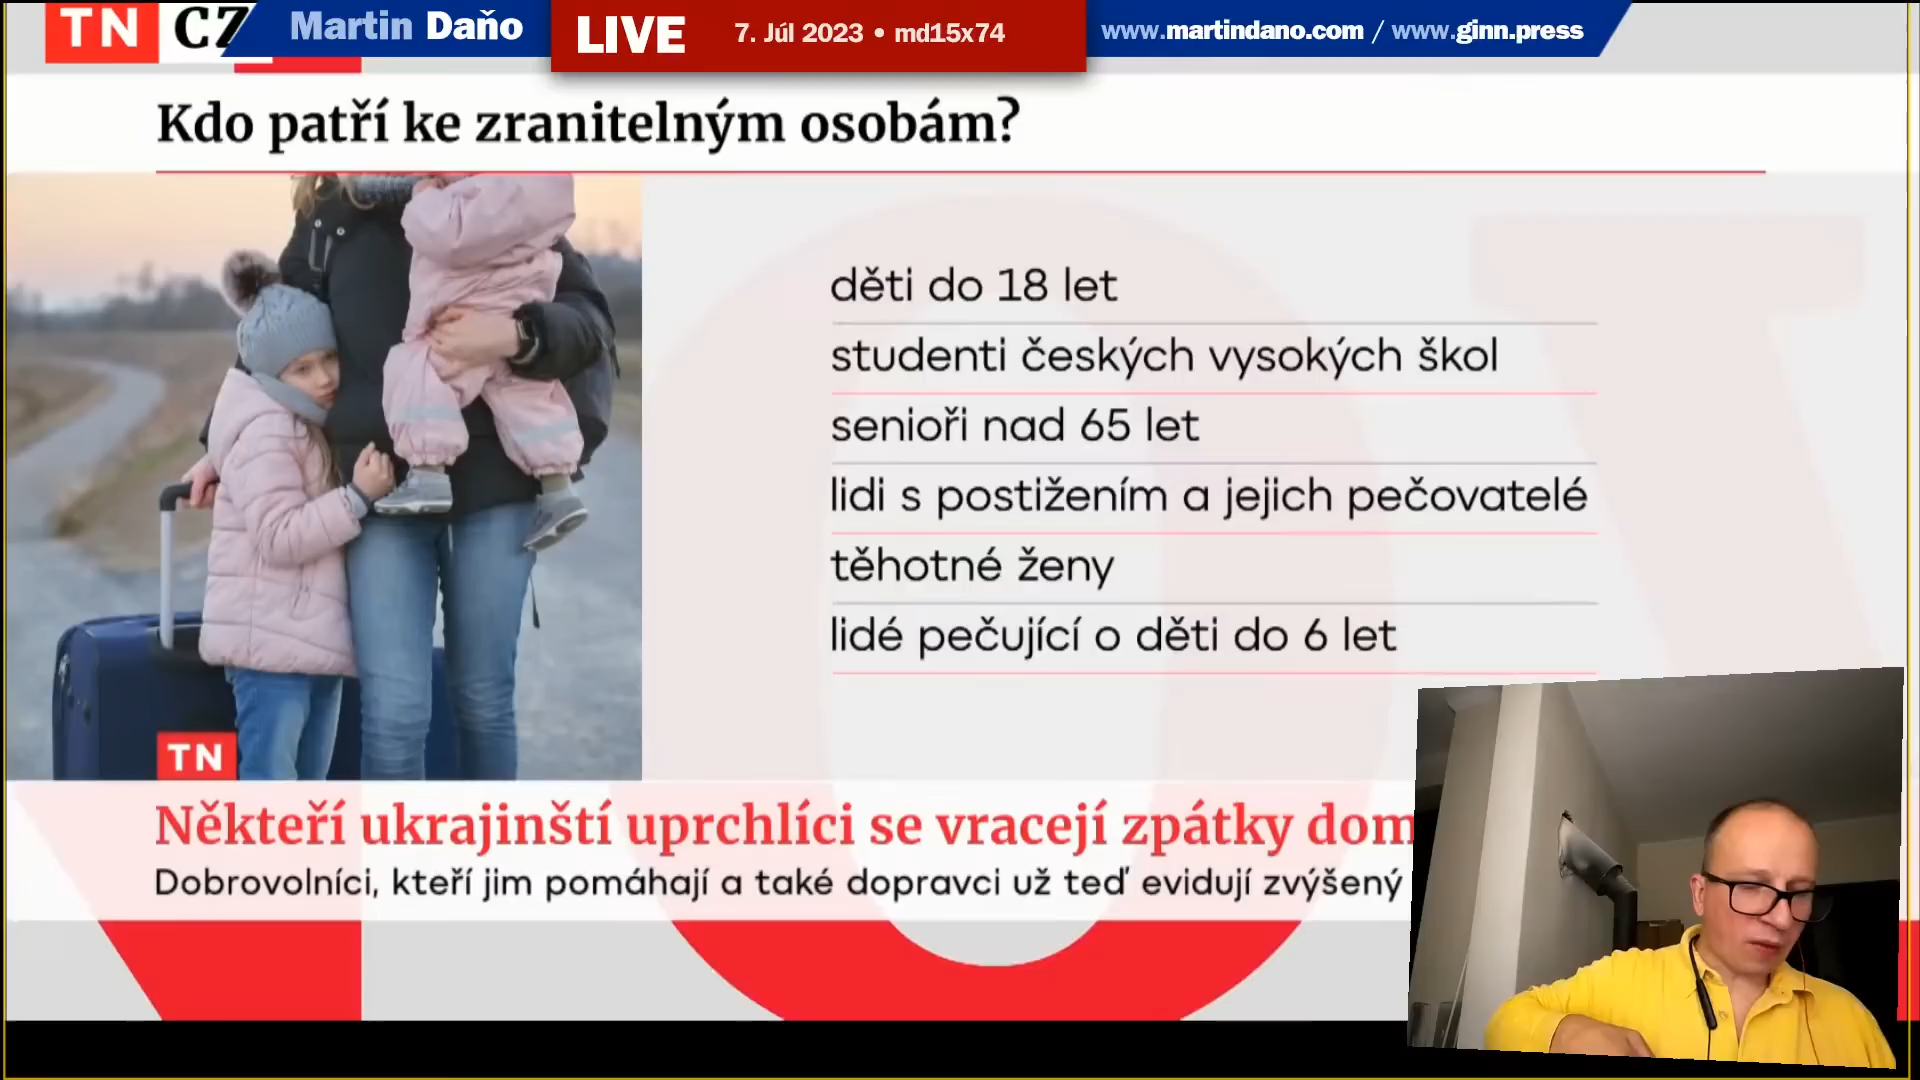 TN CZ
Martin Daňo
LIVE
7. Júl 2023 • md15x74
www.martindano.com / www.ginn.press
Kdo patří ke zranitelným osobám?
děti do 18 let
studenti českých vysokých škol
senioři nad 65 let
lidi s postižením a jejich pečovatelé
těhotné ženy
lidé pečující o děti do 6 let
TN
Někteří ukrajinští uprchlíci se vracejí zpátky dom
Dobrovolníci, kteří jim pomáhají a také dopravci už teď evidují zvýšený